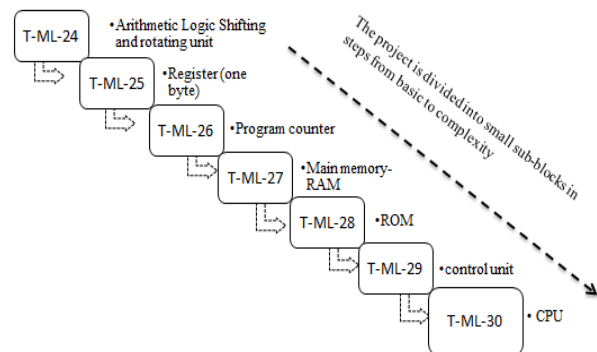 T-ML-24
•Arithmetic Logic Shifting
and rotating unit
T-ML-25
•Register (one
byte)
T-ML-26
•Program counter
T-ML-27
•Main memory-
RAM
T-ML-28
•ROM
T-ML-29
•control unit
T-ML-30
• CPU
The project is divided into small sub-blocks in
steps from basic to complexity